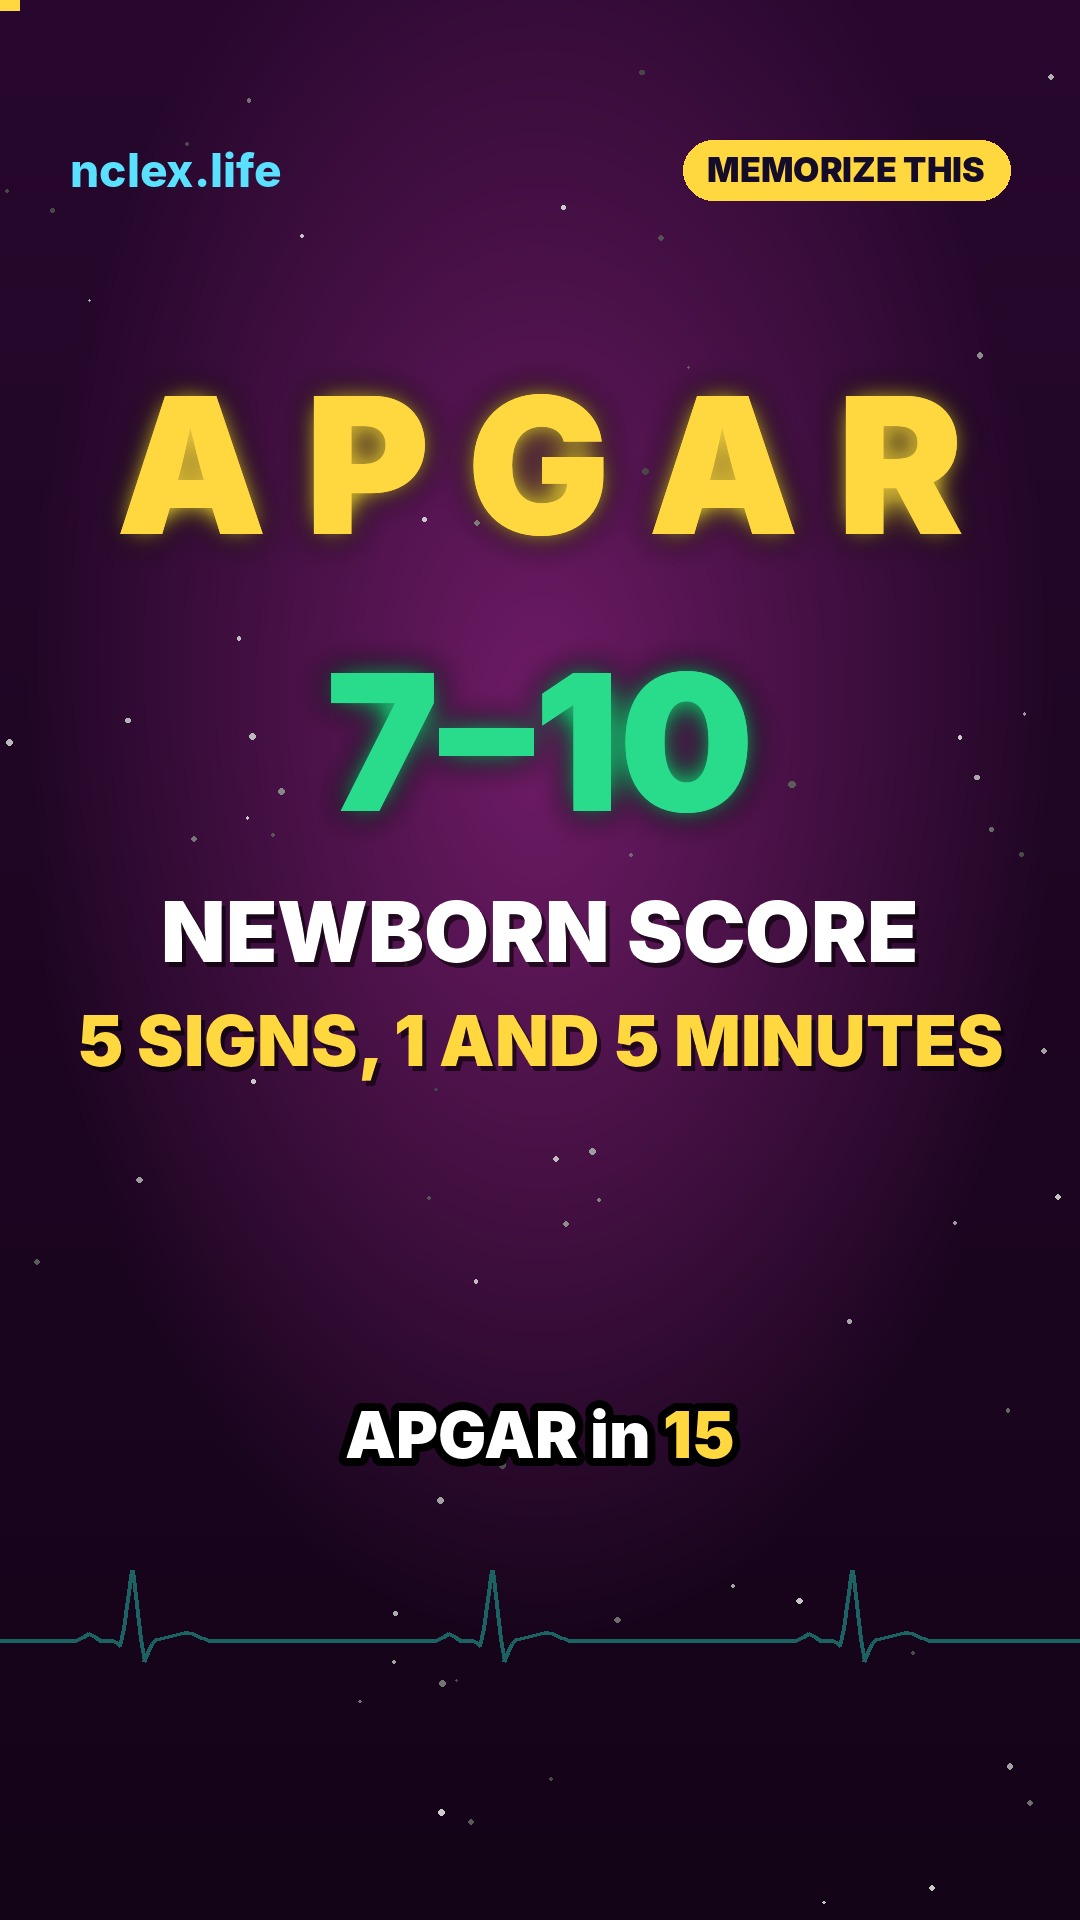 nclex.life
MEMORIZE THIS
APGAR
7–10
NEWBORN SCORE
5 SIGNS, 1 AND 5 MINUTES
APGAR in 15